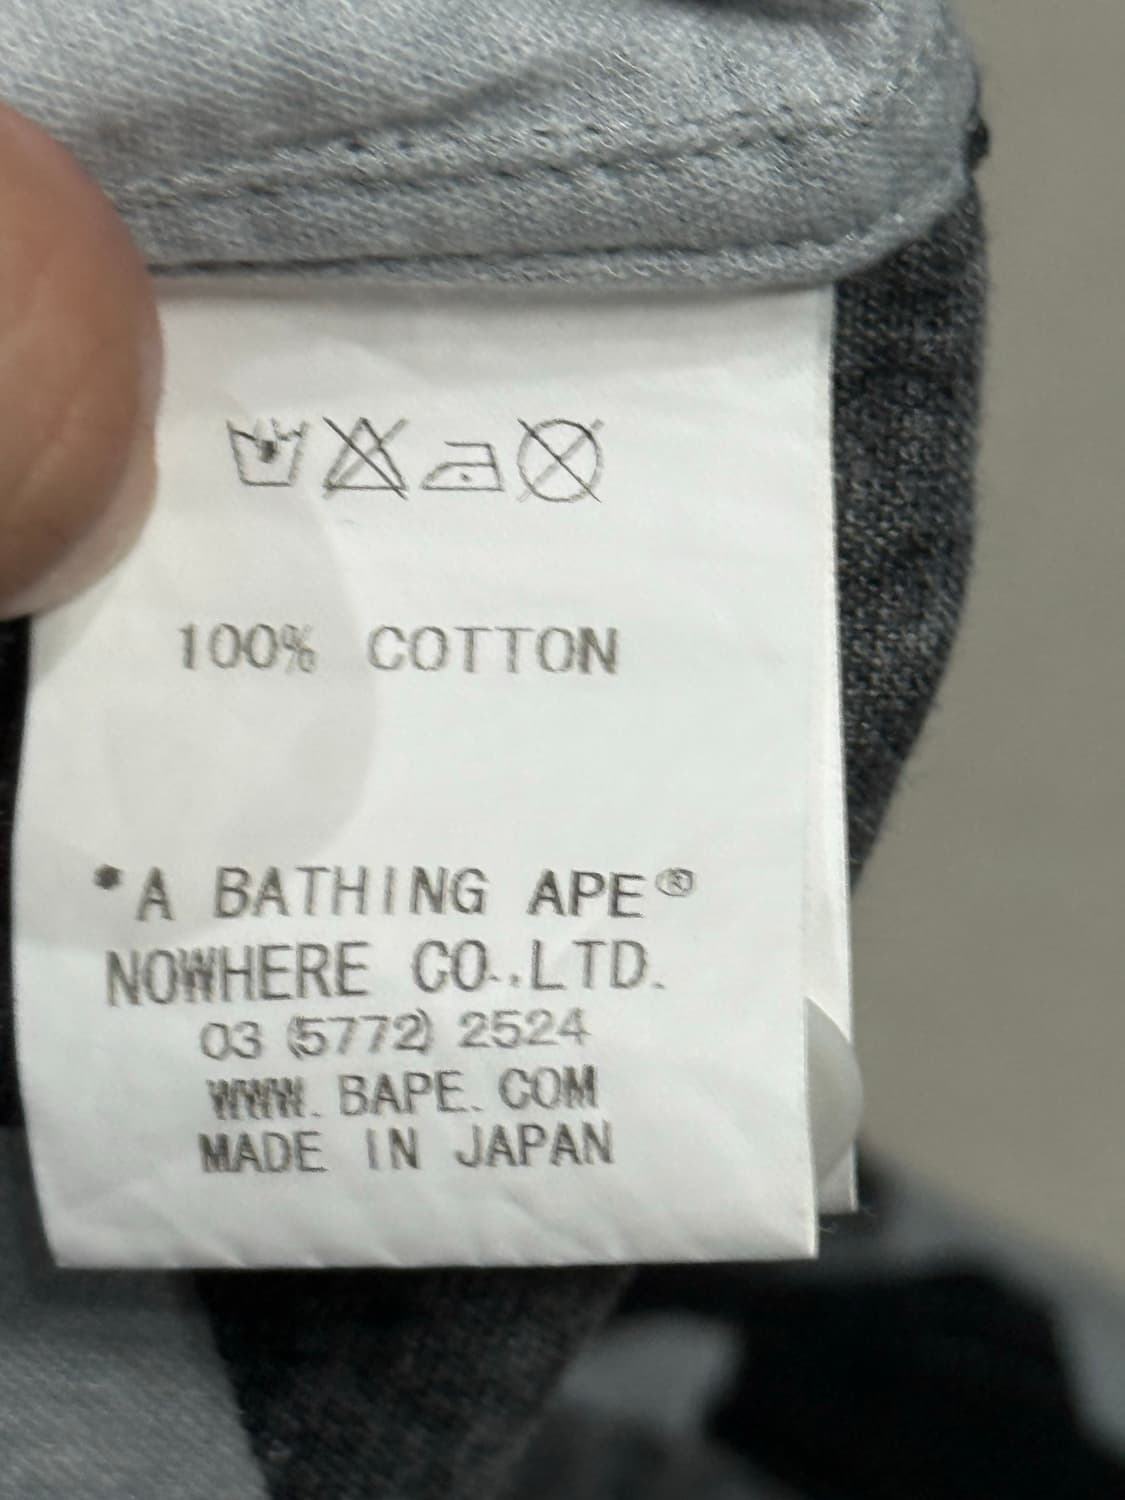 100% COTTON
*A BATHING APE®
NOWHERE CO.,LTD.
03 (5772) 2524
WWW.BAPE.COM
MADE IN JAPAN